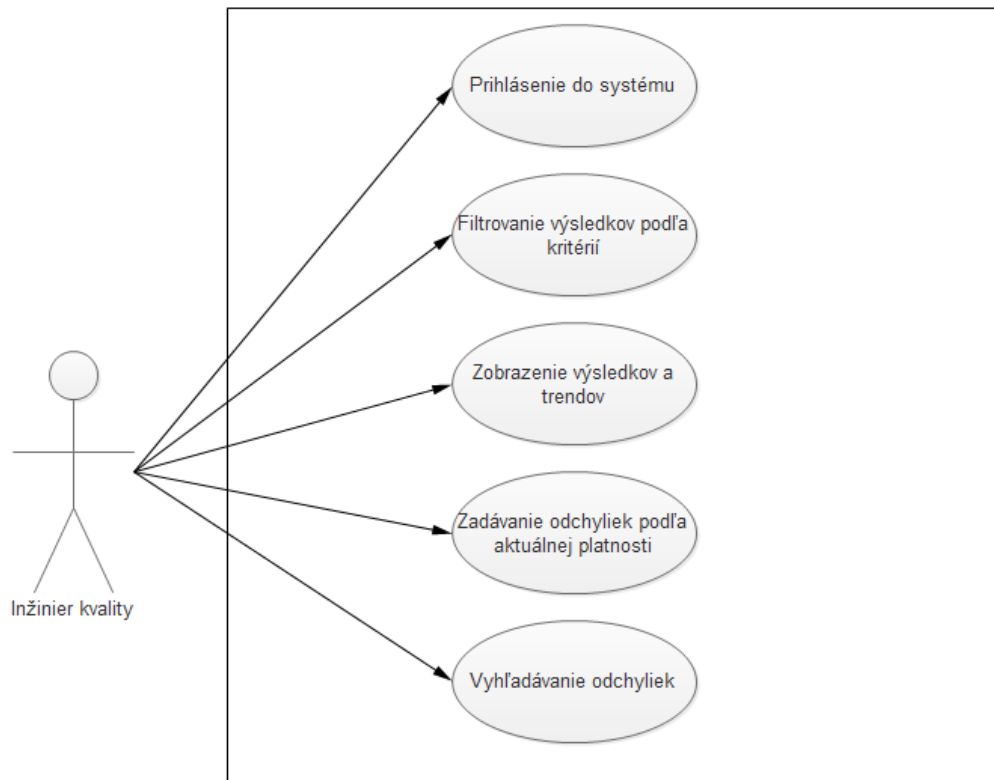 Prihlásenie do systému
Filtrovanie výsledkov podľa
kritérií
Zobrazenie výsledkov a
trendov
Zadávanie odchyliek podľa
aktuálnej platnosti
Inžinier kvality
Vyhľadávanie odchyliek